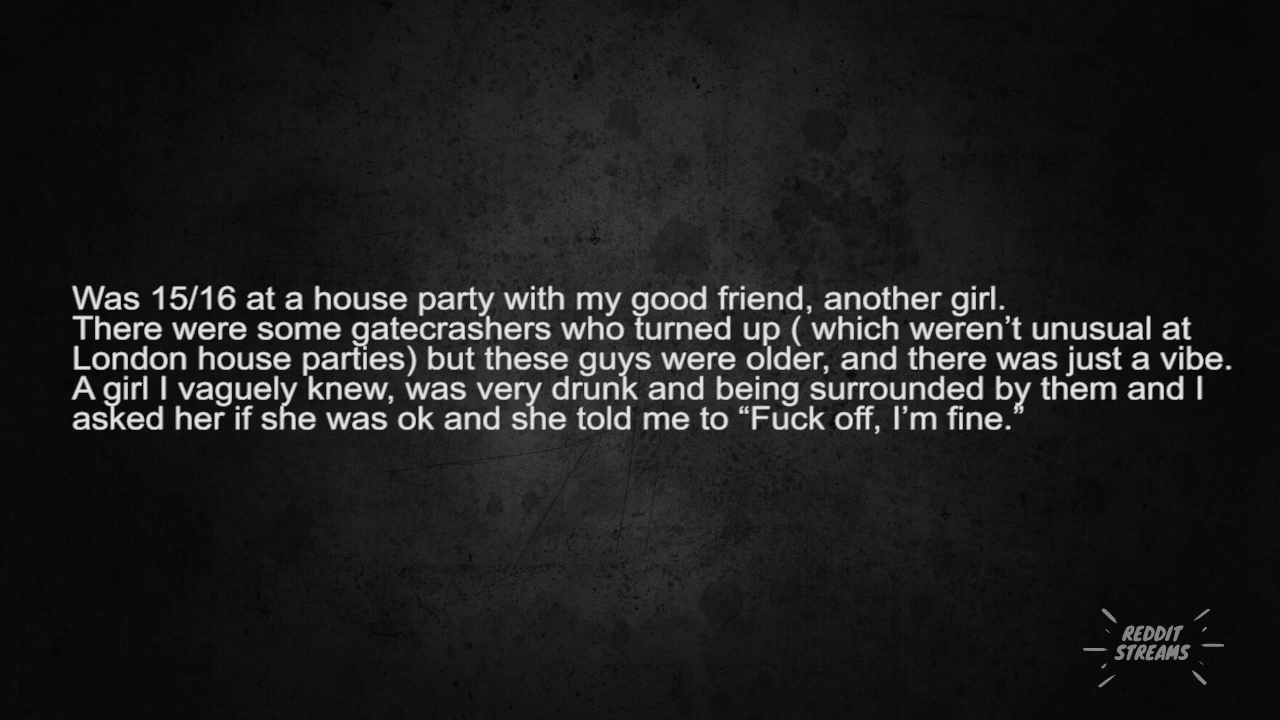 Was 15/16 at a house party with my good friend, another girl.
There were some gatecrashers who turned up ( which weren’t unusual at
London house parties) but these guys were older, and there was just a vibe.
A girl I vaguely knew, was very drunk and being surrounded by them and I
asked her if she was ok and she told me to “Fuck off, I’m fine.”
REDDIT
STREAMS